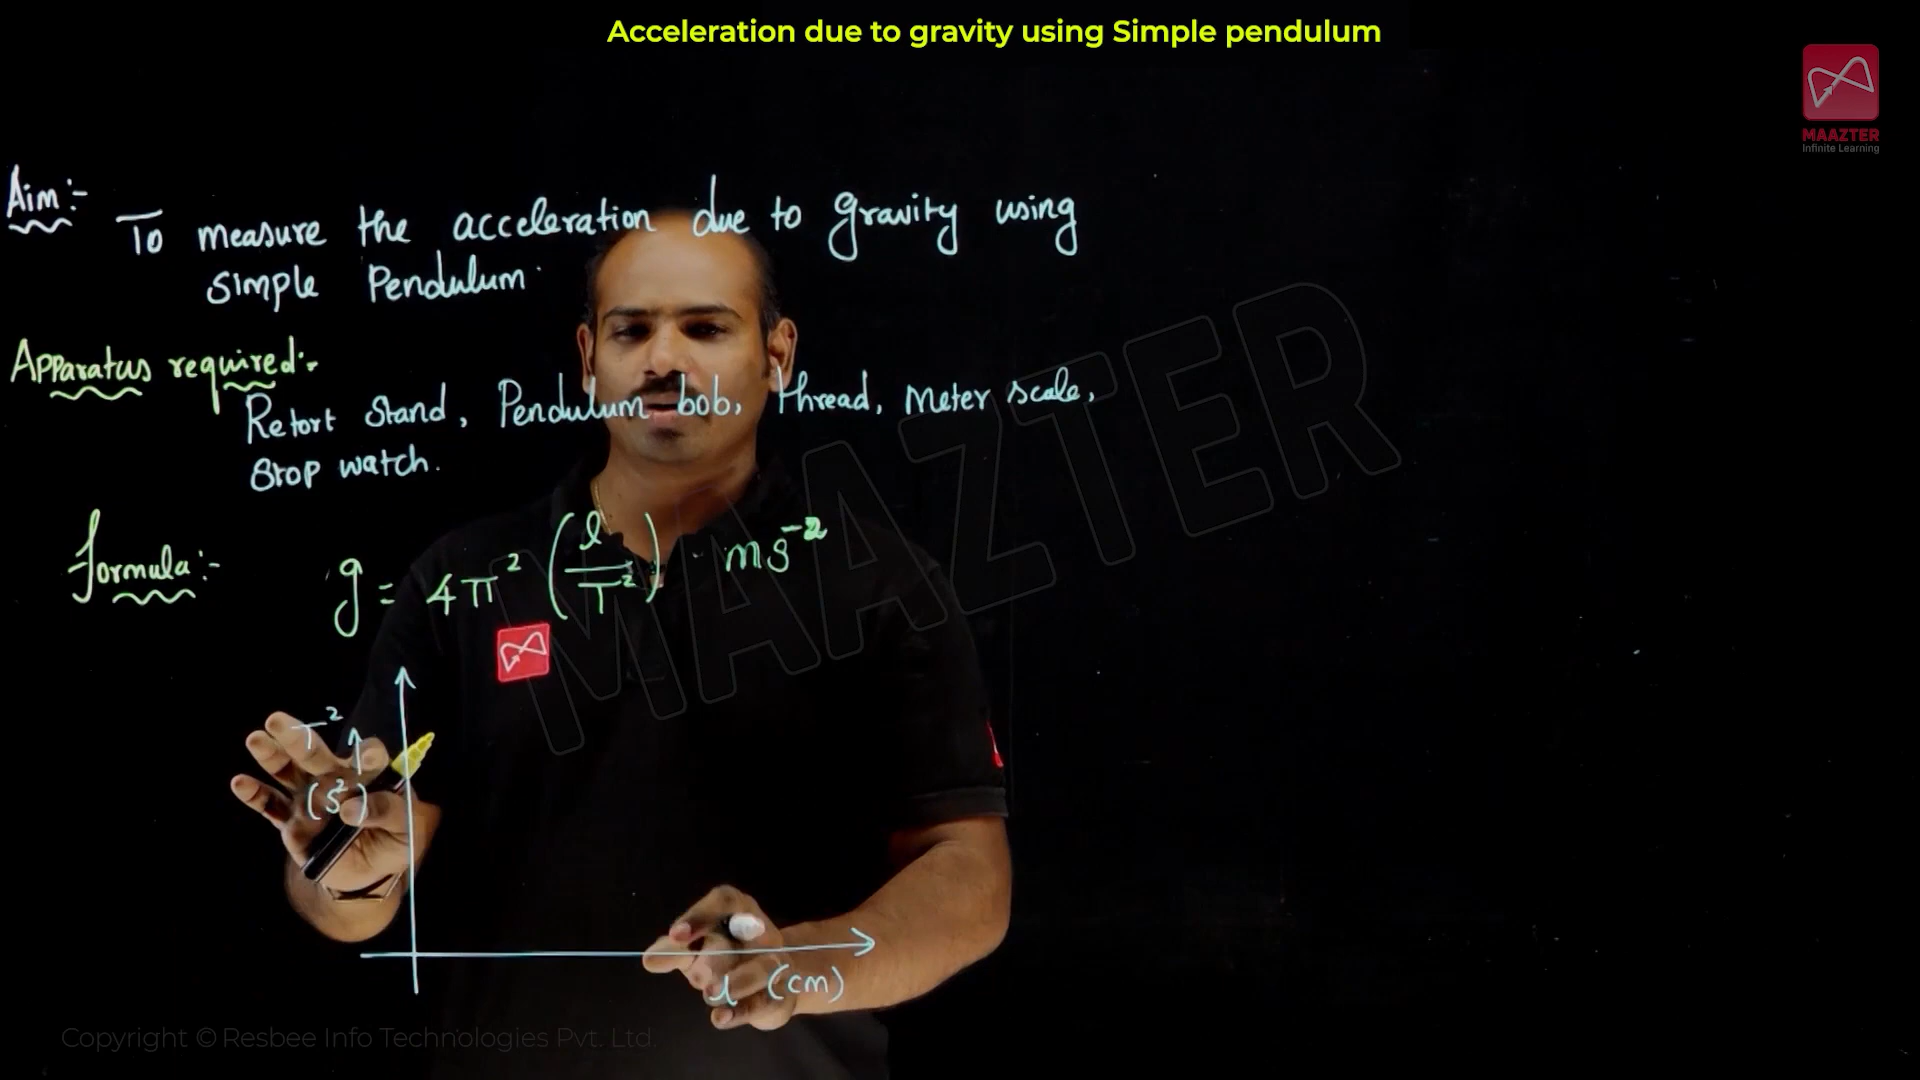 Acceleration due to gravity using Simple pendulum
MAAZTER
Infinite Learning
Aim:-
To measure the acceleration due to gravity using
simple Pendulum.
Apparatus required:-
Retort Stand, Pendulum bob, thread, Meter scale,
Stop watch.
Formula:- g = 4π² (l/T²) ms⁻²
T²
(s²)
l (cm)
MAAZTER
Copyright © Resbee Info Technologies Pvt. Ltd.